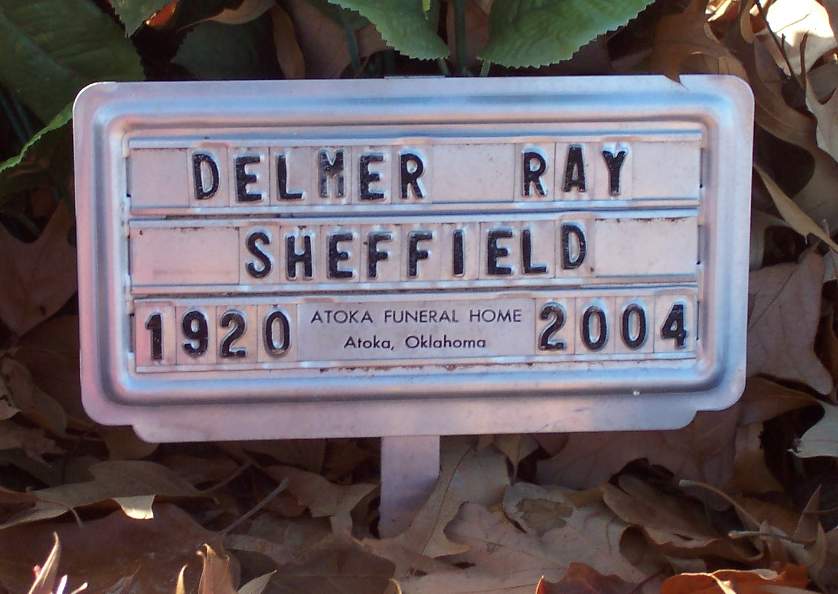 DELMER RAY
SHEFFIELD
1920 ATOKA FUNERAL HOME 2004
Atoka, Oklahoma